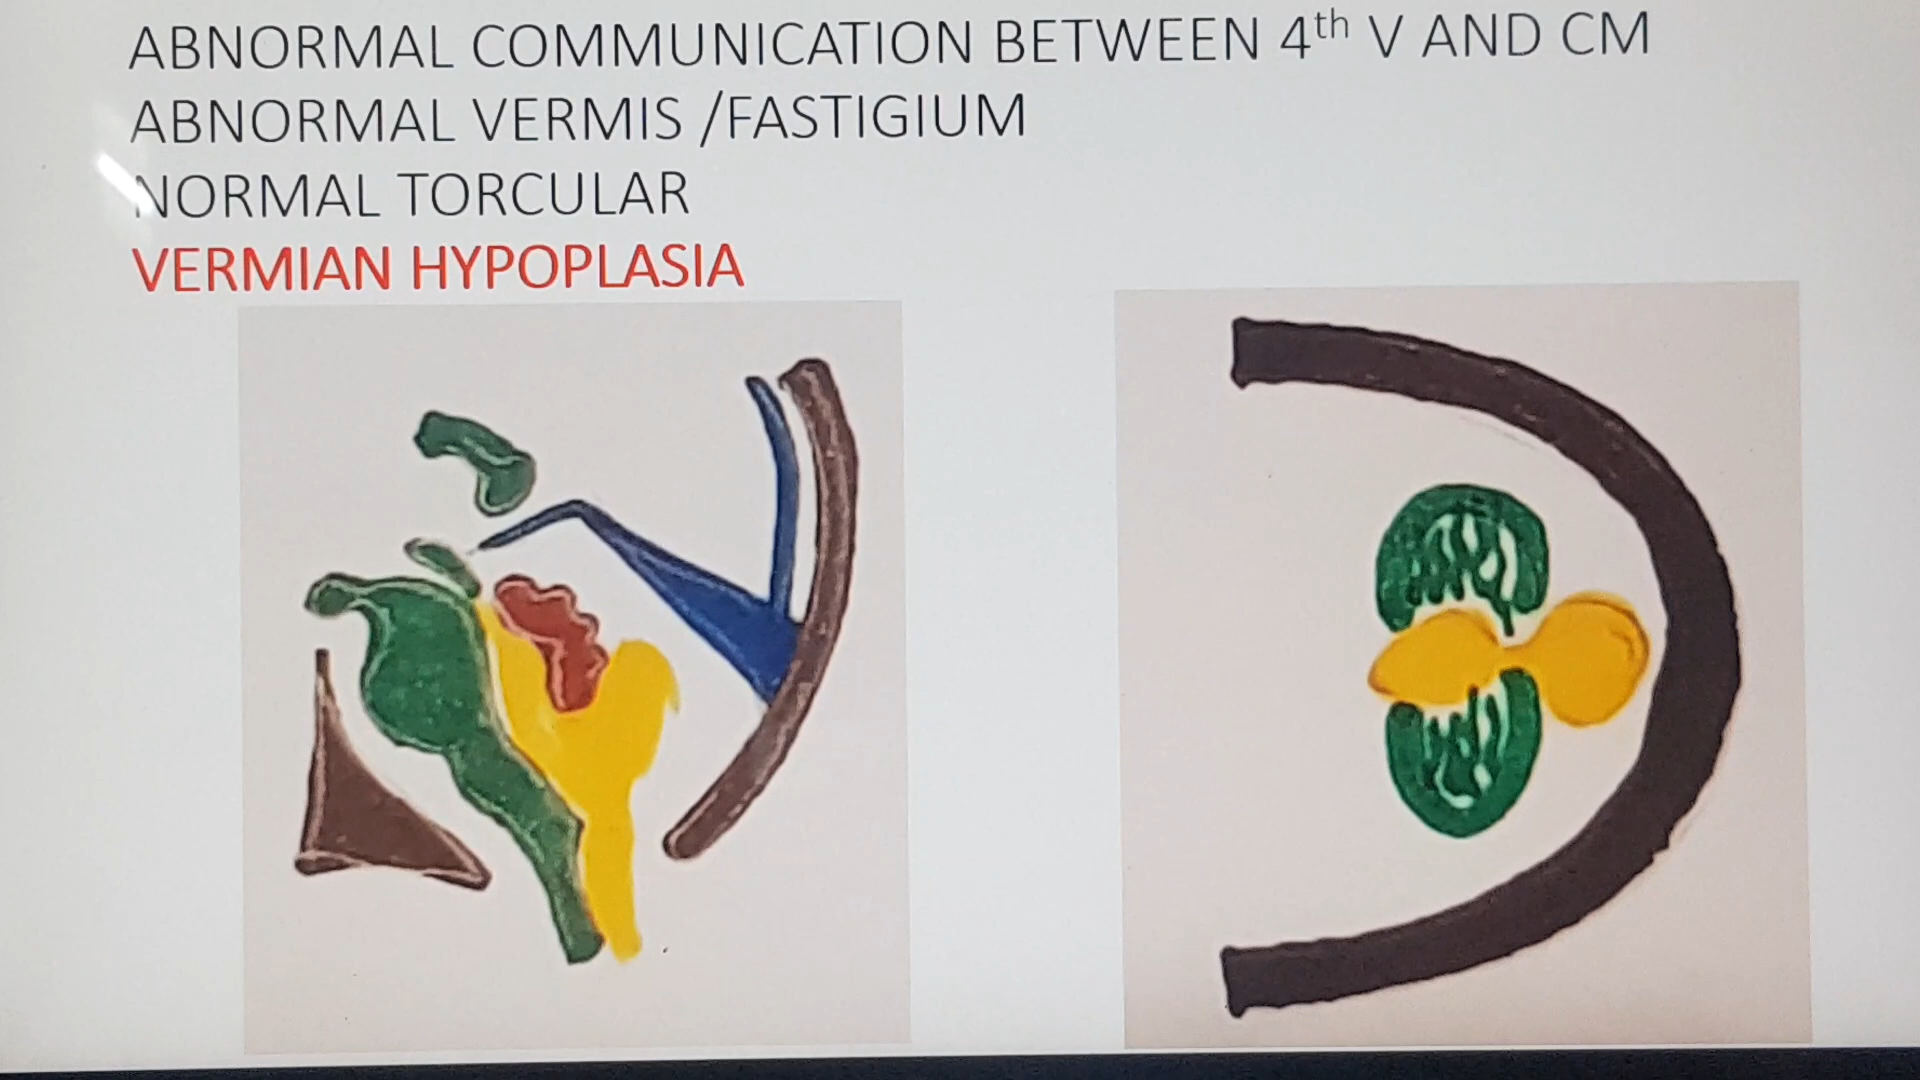 ABNORMAL COMMUNICATION BETWEEN 4th V AND CM
ABNORMAL VERMIS /FASTIGIUM
NORMAL TORCULAR
VERMIAN HYPOPLASIA